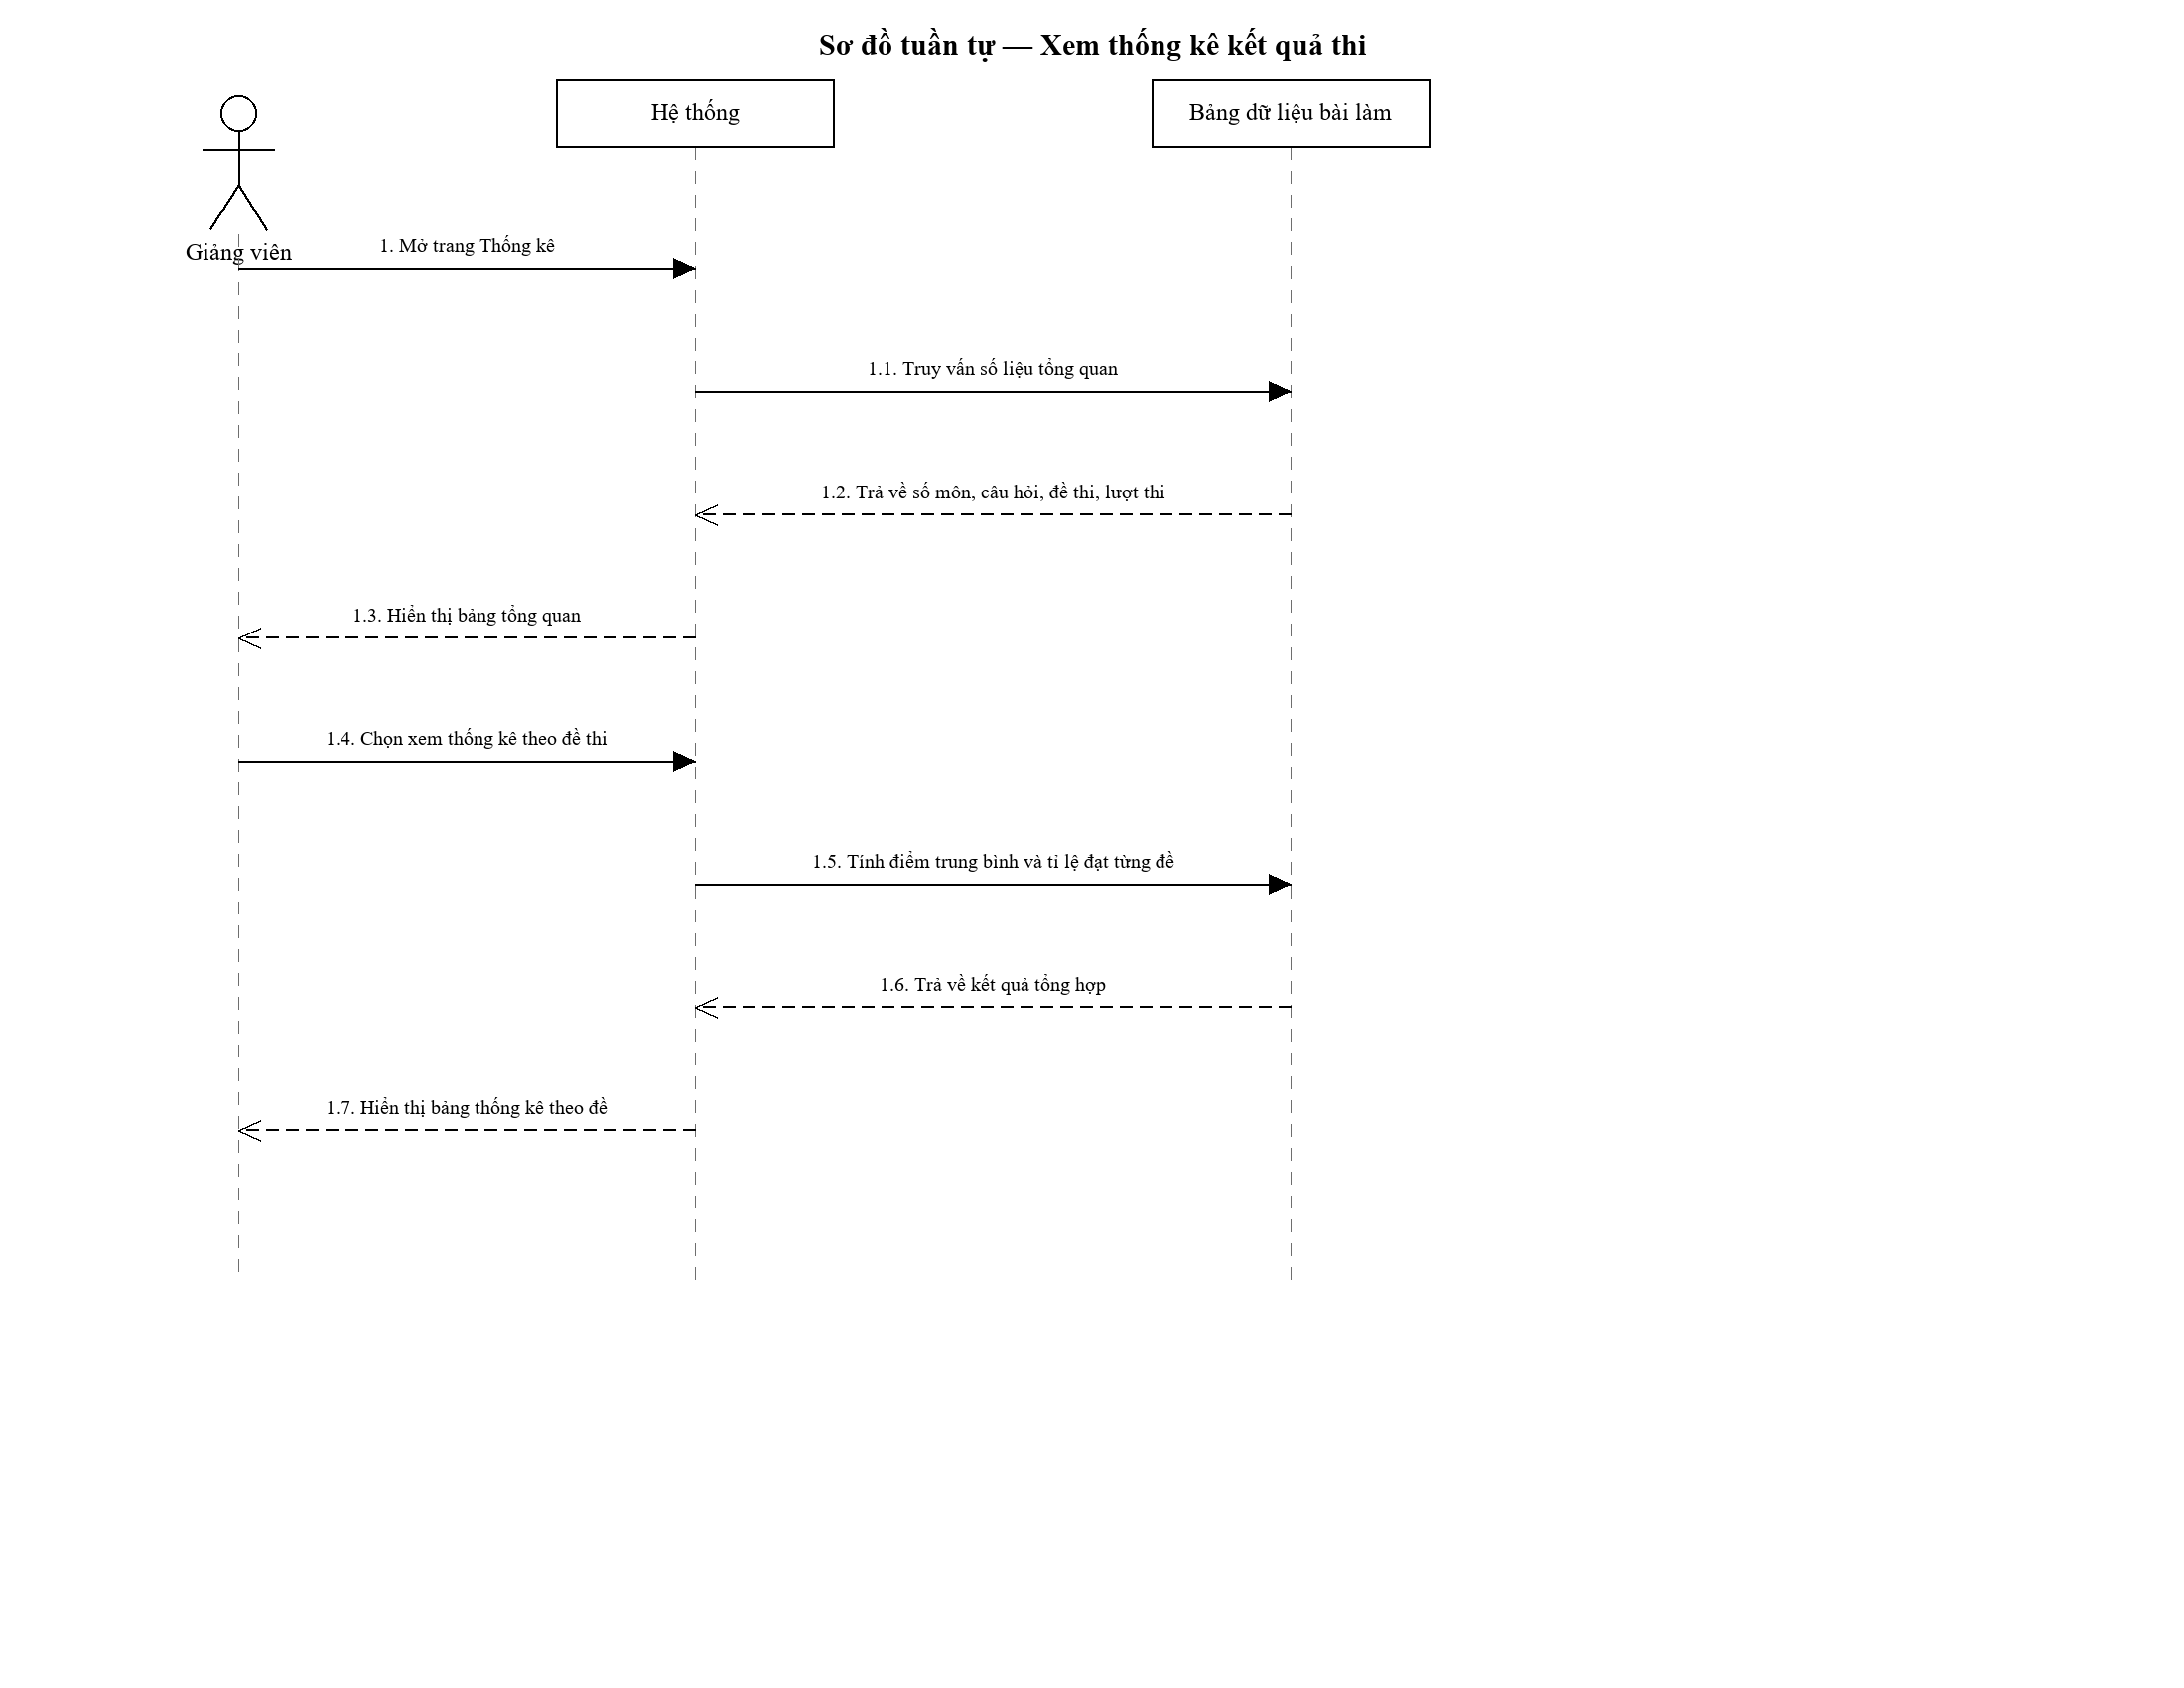 Sơ đồ tuần tự — Xem thống kê kết quả thi
Hệ thống
Bảng dữ liệu bài làm
Giảng viên
1. Mở trang Thống kê
1.1. Truy vấn số liệu tổng quan
1.2. Trả về số môn, câu hỏi, đề thi, lượt thi
1.3. Hiển thị bảng tổng quan
1.4. Chọn xem thống kê theo đề thi
1.5. Tính điểm trung bình và tỉ lệ đạt từng đề
1.6. Trả về kết quả tổng hợp
1.7. Hiển thị bảng thống kê theo đề